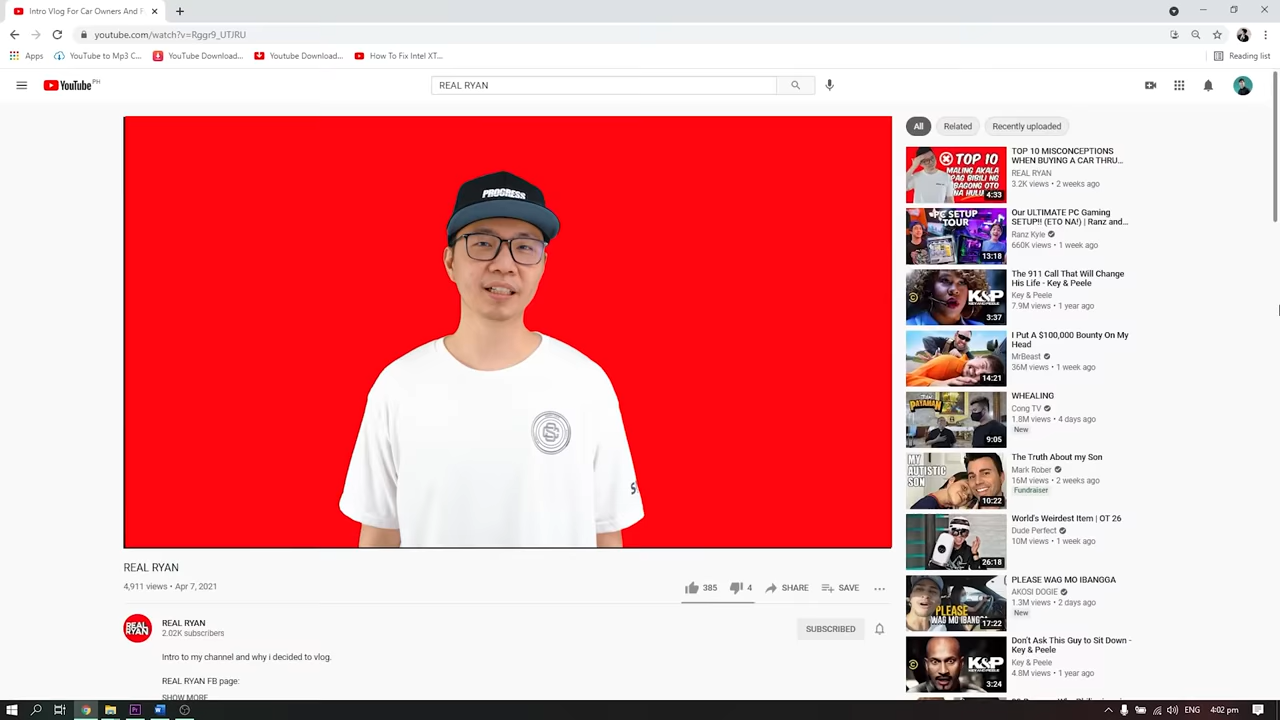 Intro Vlog For Car Owners And F
youtube.com/watch?v=Rggr9_UTJRU
Apps
YouTube to Mp3 C...
YouTube Download...
Youtube Download...
How To Fix Intel XT...
Reading list
YouTube PH
REAL RYAN
All
Related
Recently uploaded
PROGRESS
REAL RYAN
4,911 views • Apr 7, 2021
385
4
SHARE
SAVE
REAL RYAN
REAL RYAN
2.02K subscribers
SUBSCRIBED
Intro to my channel and why i decided to vlog.
REAL RYAN FB page:
SHOW MORE
TOP 10
MALING AKALA
PAG BIBILI NG
BAGONG OTO
NA HULU
4:33
TOP 10 MISCONCEPTIONS
WHEN BUYING A CAR THRU...
REAL RYAN
3.2K views • 2 weeks ago
PC SETUP
TOUR
13:18
Our ULTIMATE PC Gaming
SETUP!! (ETO NA!) | Ranz and...
Ranz Kyle
660K views • 1 week ago
K&P
KEY AND PEELE
3:37
The 911 Call That Will Change
His Life - Key & Peele
Key & Peele
7.9M views • 1 year ago
14:21
I Put A $100,000 Bounty On My
Head
MrBeast
36M views • 1 week ago
TEAM
PAYAMAN
9:05
WHEALING
Cong TV
1.8M views • 4 days ago
New
MY
AUTISTIC
SON
10:22
The Truth About my Son
Mark Rober
16M views • 2 weeks ago
Fundraiser
26:18
World's Weirdest Item | OT 26
Dude Perfect
10M views • 1 week ago
PLEASE
WAG MO IBANGGA
17:22
PLEASE WAG MO IBANGGA
AKOSI DOGIE
1.3M views • 2 days ago
New
K&P
KEY AND PEELE
3:24
Don't Ask This Guy to Sit Down -
Key & Peele
Key & Peele
4.8M views • 1 year ago
ENG
4:02 pm